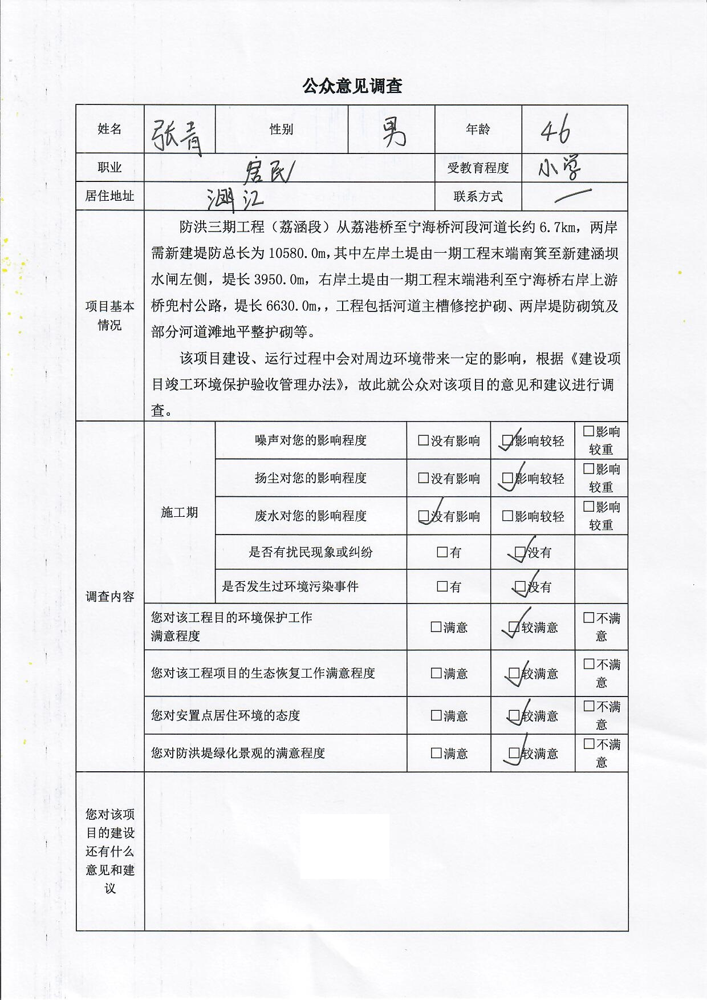 公众意见调查
姓名 张青 性别 男 年龄 46
职业 居民 受教育程度 小学
居住地址 涵江 联系方式 一
项目基本
情况
防洪三期工程（荔涵段）从荔港桥至宁海桥河段河道长约 6.7km，两岸
需新建堤防总长为 10580.0m，其中左岸土堤由一期工程末端南箕至新建涵坝
水闸左侧，堤长 3950.0m，右岸土堤由一期工程末端港利至宁海桥右岸上游
桥兜村公路，堤长 6630.0m，，工程包括河道主槽修挖护砌、两岸堤防砌筑及
部分河道滩地平整护砌等。
该项目建设、运行过程中会对周边环境带来一定的影响，根据《建设项
目竣工环境保护验收管理办法》，故此就公众对该项目的意见和建议进行调
查。
调查内容
施工期
噪声对您的影响程度 □没有影响 ☑影响较轻 □影响
较重
扬尘对您的影响程度 □没有影响 ☑影响较轻 □影响
较重
废水对您的影响程度 ☑没有影响 □影响较轻 □影响
较重
是否有扰民现象或纠纷 □有 ☑没有
是否发生过环境污染事件 □有 ☑没有
您对该工程目的环境保护工作
满意程度 □满意 ☑较满意 □不满
意
您对该工程项目的生态恢复工作满意程度 □满意 ☑较满意 □不满
意
您对安置点居住环境的态度 □满意 ☑较满意 □不满
意
您对防洪堤绿化景观的满意程度 □满意 ☑较满意 □不满
意
您对该项
目的建设
还有什么
意见和建
议